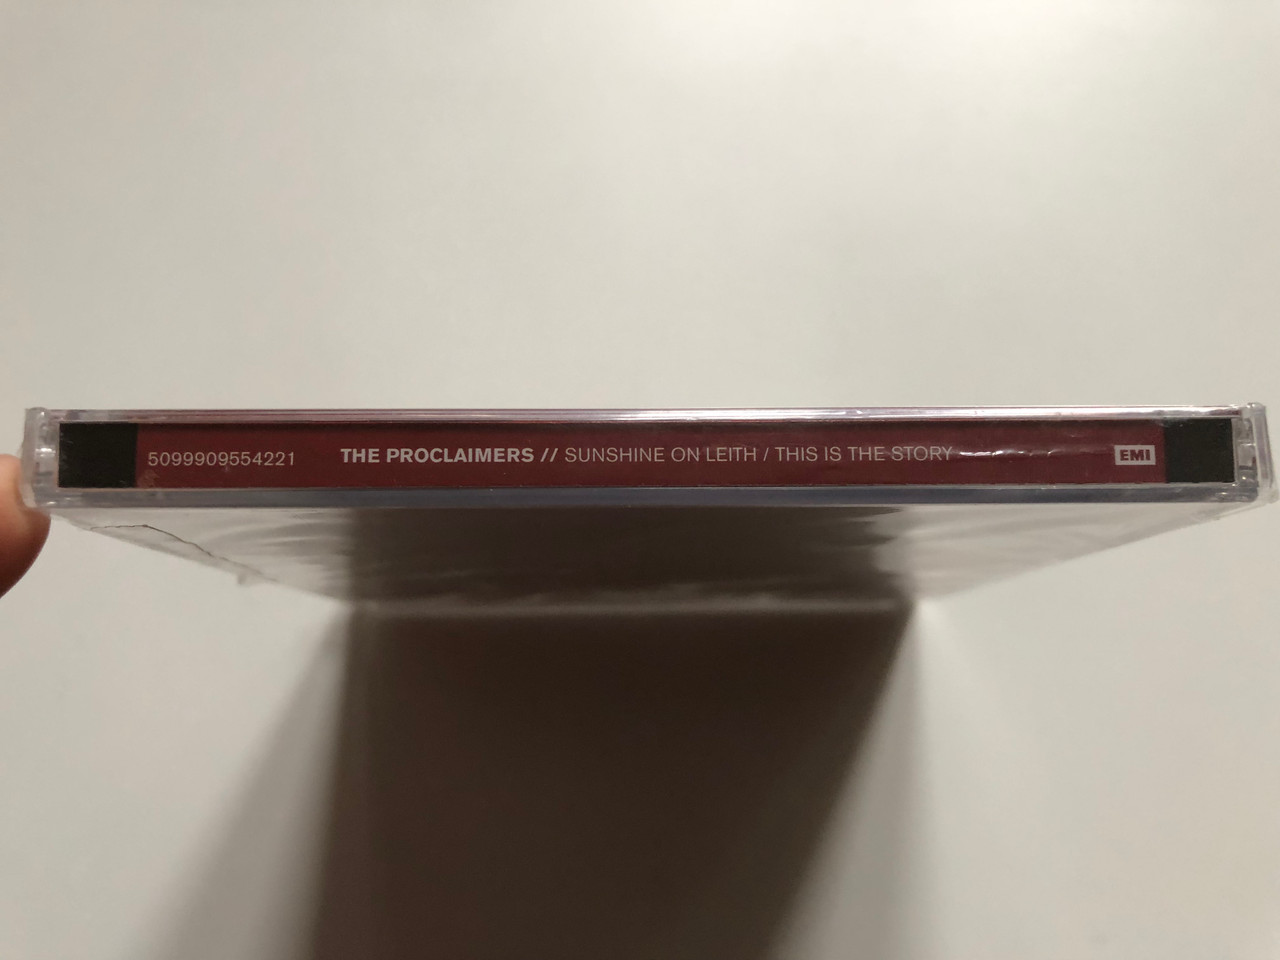 5099909554221 THE PROCLAIMERS // SUNSHINE ON LEITH / THIS IS THE STORY EMI